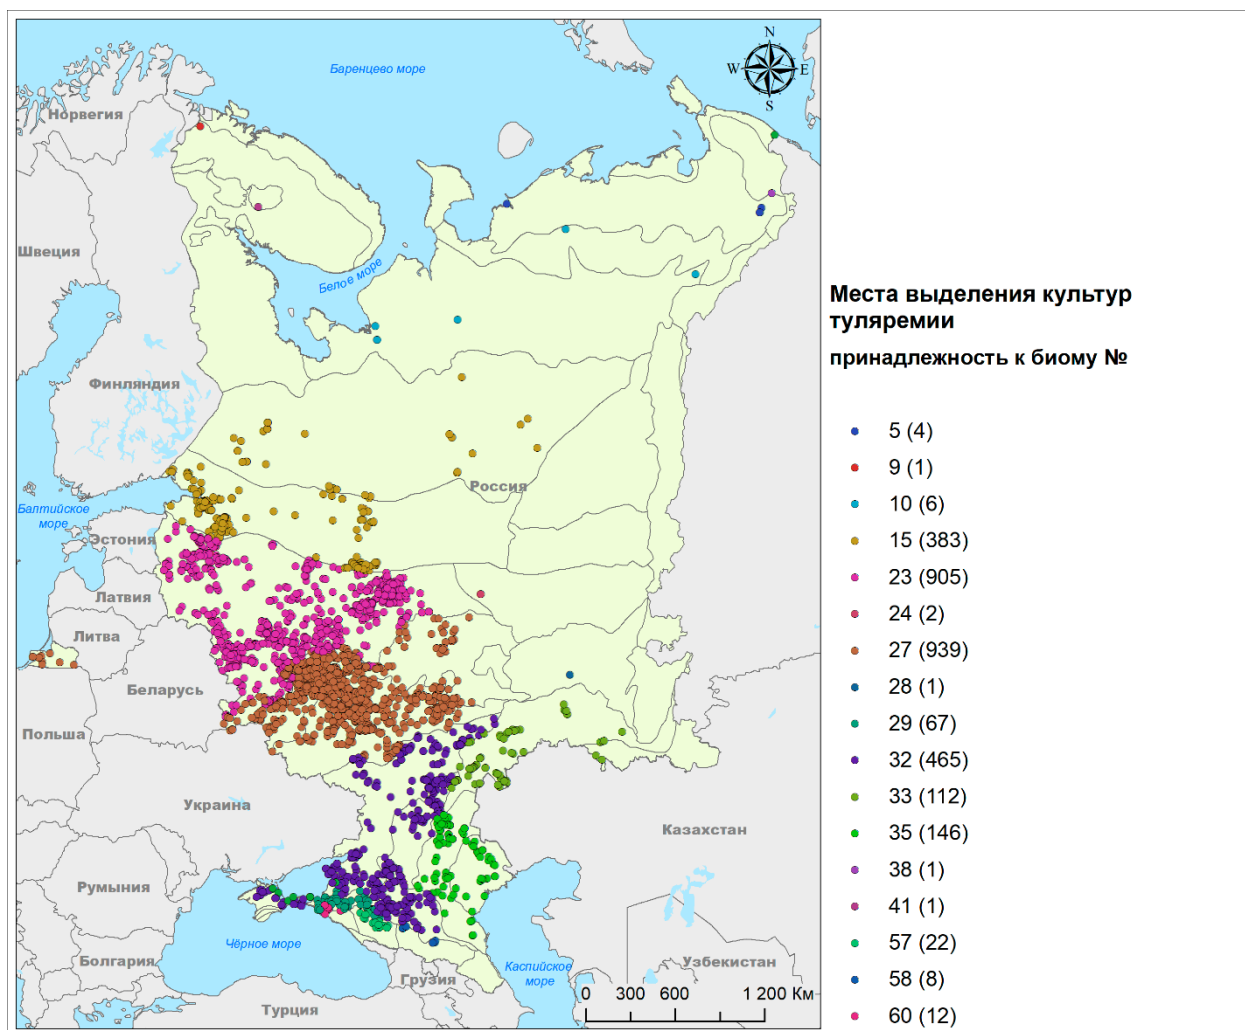 Баренцево море
N
W
E
S
Норвегия
Швеция
Белое море
Финляндия
Россия
Балтийское
море
Эстония
Латвия
Литва
Беларусь
Польша
Украина
Казахстан
Румыния
Чёрное море
Болгария
Каспийское
море
Узбекистан
Грузия
Турция
0 300 600 1 200 Км
Места выделения культур
туляремии
принадлежность к биому №
5 (4)
9 (1)
10 (6)
15 (383)
23 (905)
24 (2)
27 (939)
28 (1)
29 (67)
32 (465)
33 (112)
35 (146)
38 (1)
41 (1)
57 (22)
58 (8)
60 (12)